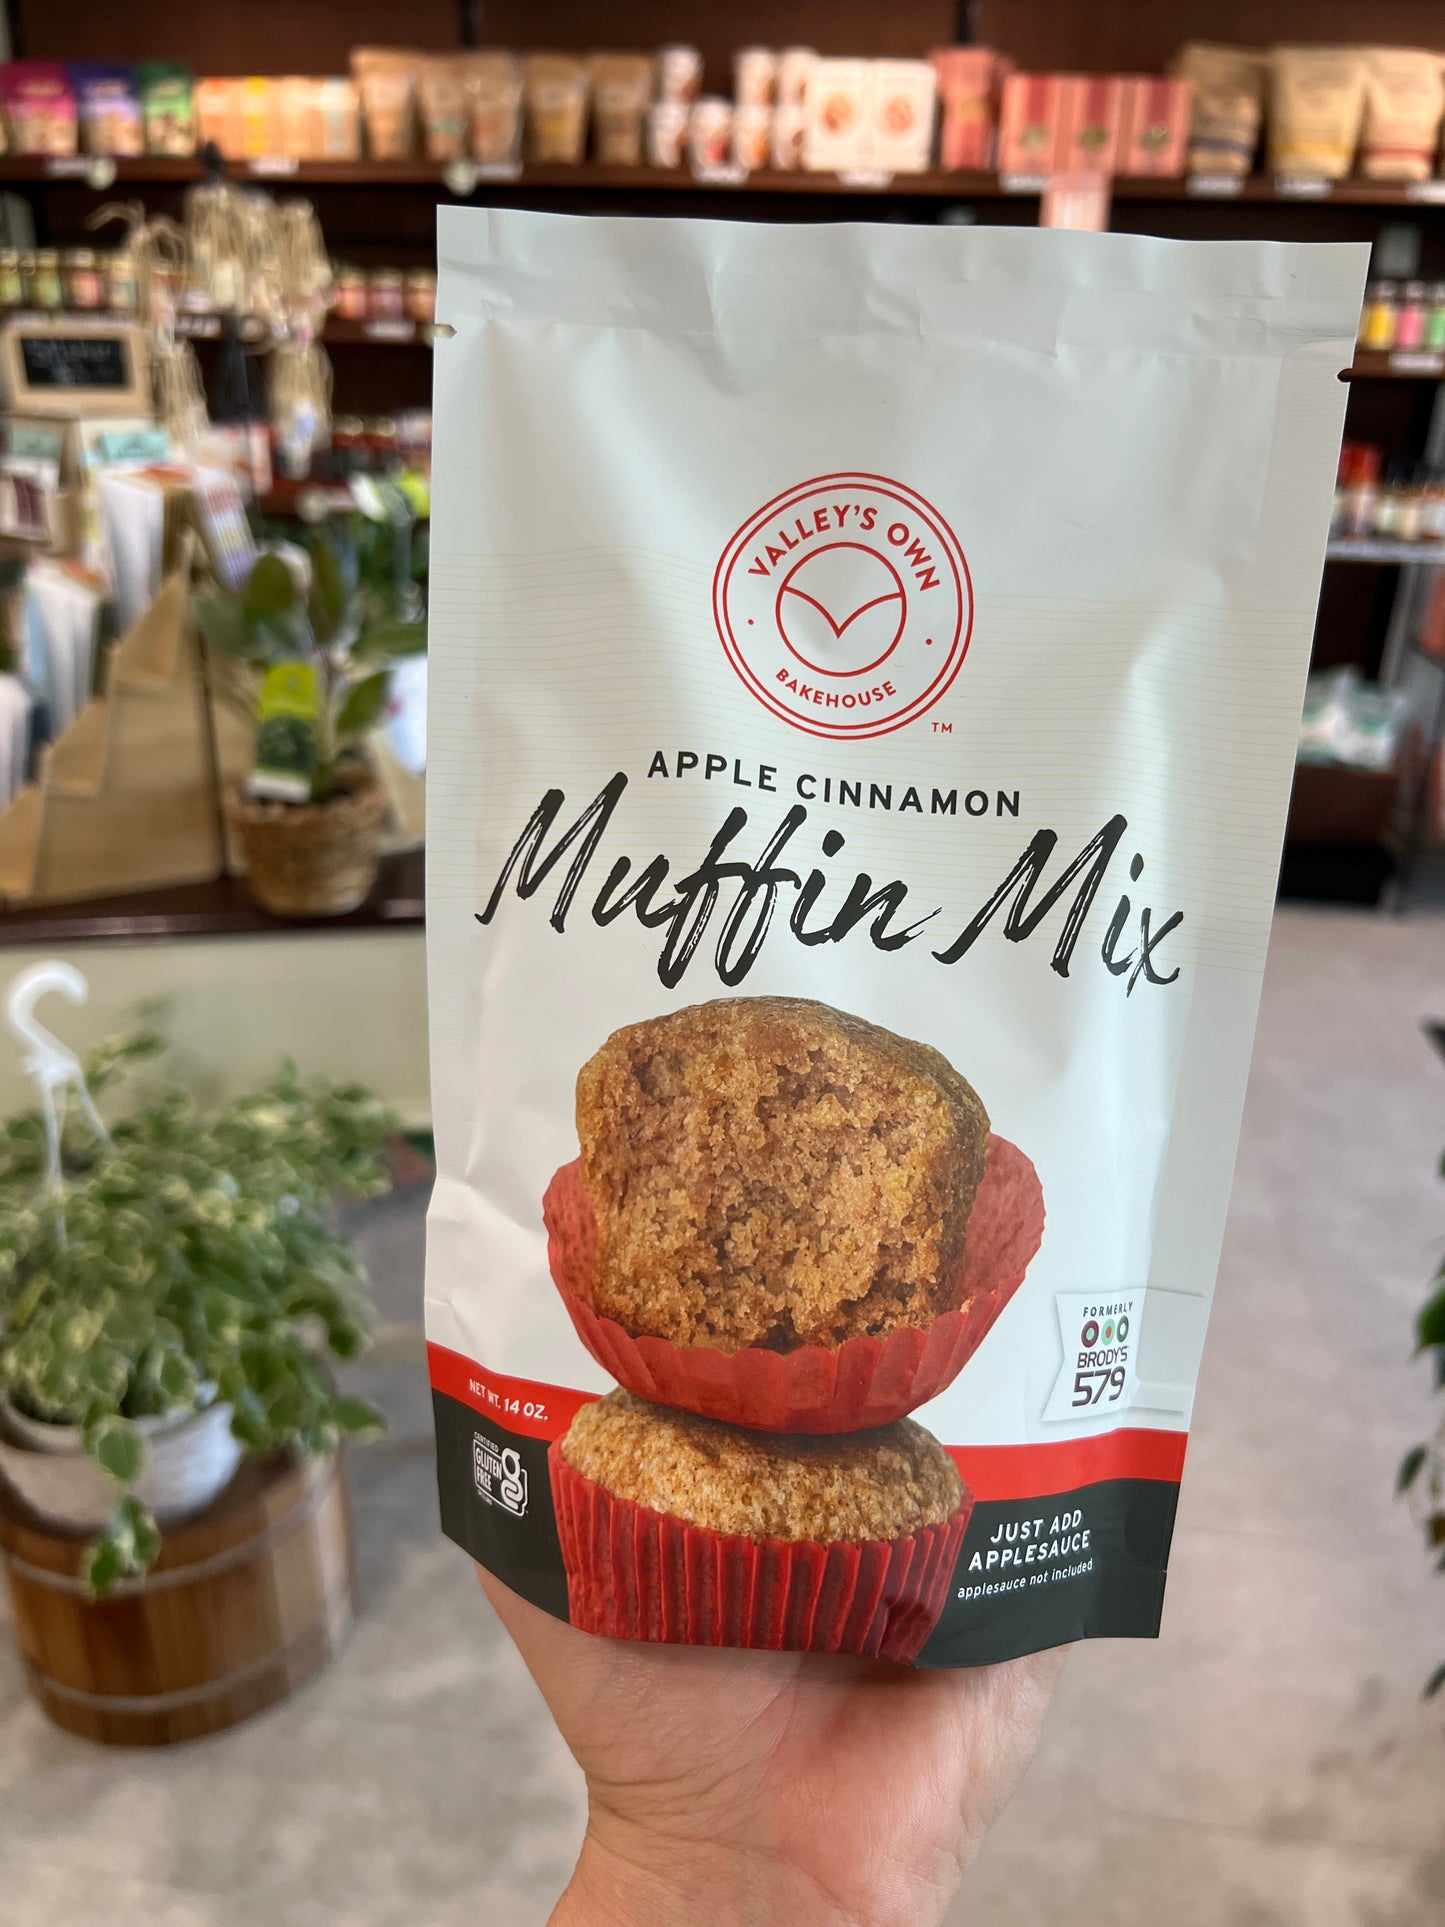 VALLEY'S OWN
BAKEHOUSE
TM
APPLE CINNAMON
Muffin Mix
FORMERLY
BRODY'S
579
NET WT. 14 OZ.
CERTIFIED
GLUTEN
FREE
JUST ADD
APPLESAUCE
applesauce not included